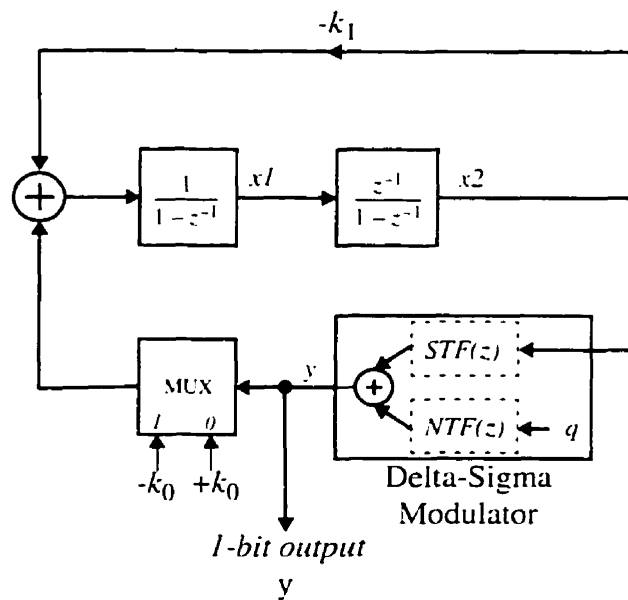 -k1
+
1
1 - z^-1
x1
z^-1
1 - z^-1
x2
MUX
1 0
-k0 +k0
y
+
STF(z)
NTF(z)
q
Delta-Sigma
Modulator
1-bit output
y